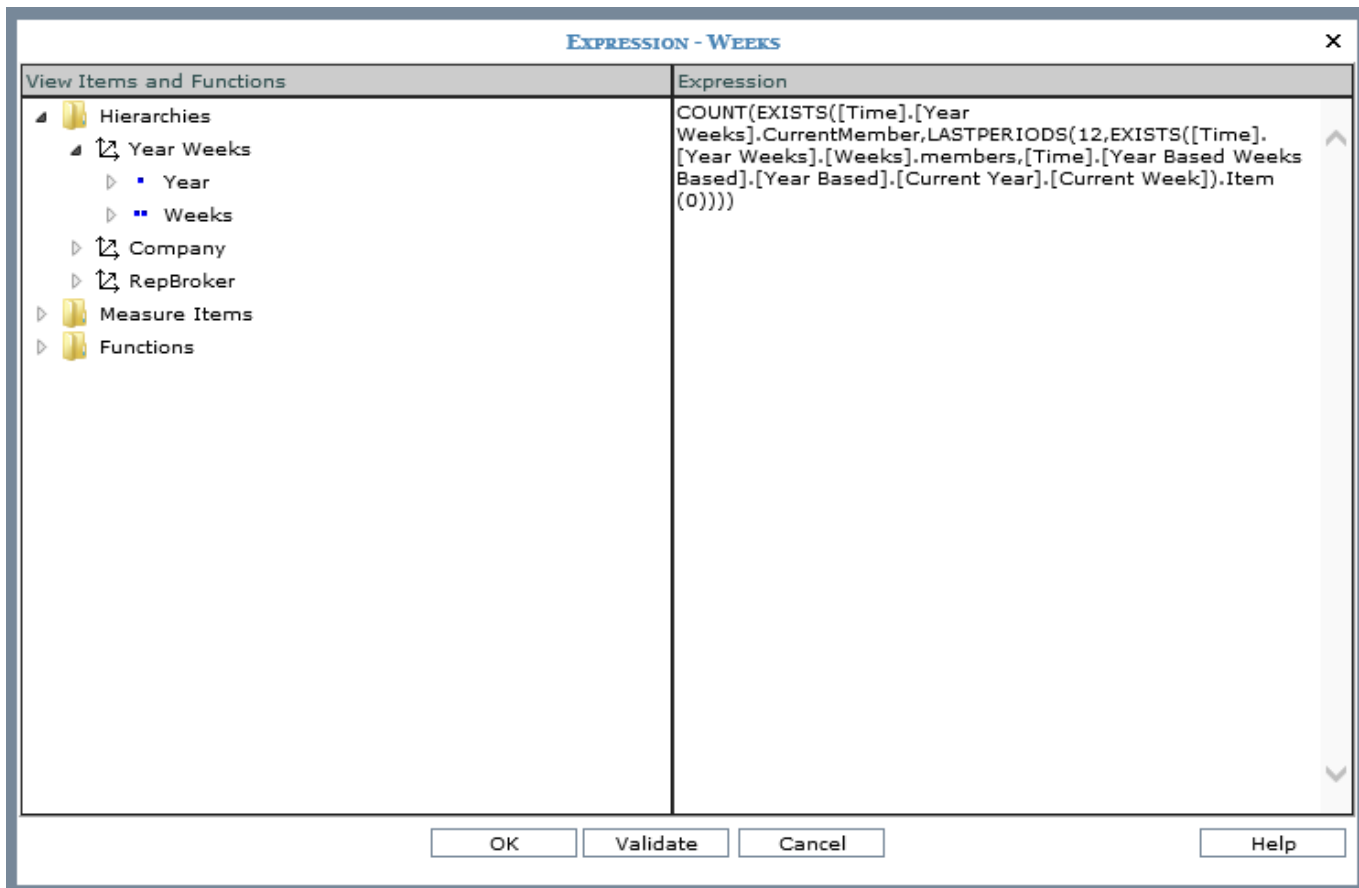 Expression - Weeks
×
View Items and Functions
Expression
Hierarchies
Year Weeks
Year
Weeks
Company
RepBroker
Measure Items
Functions
COUNT(EXISTS([Time].[Year
Weeks].CurrentMember,LASTPERIODS(12,EXISTS([Time].
[Year Weeks].[Weeks].members,[Time].[Year Based Weeks
Based].[Year Based].[Current Year].[Current Week]).Item
(0))))
OK
Validate
Cancel
Help